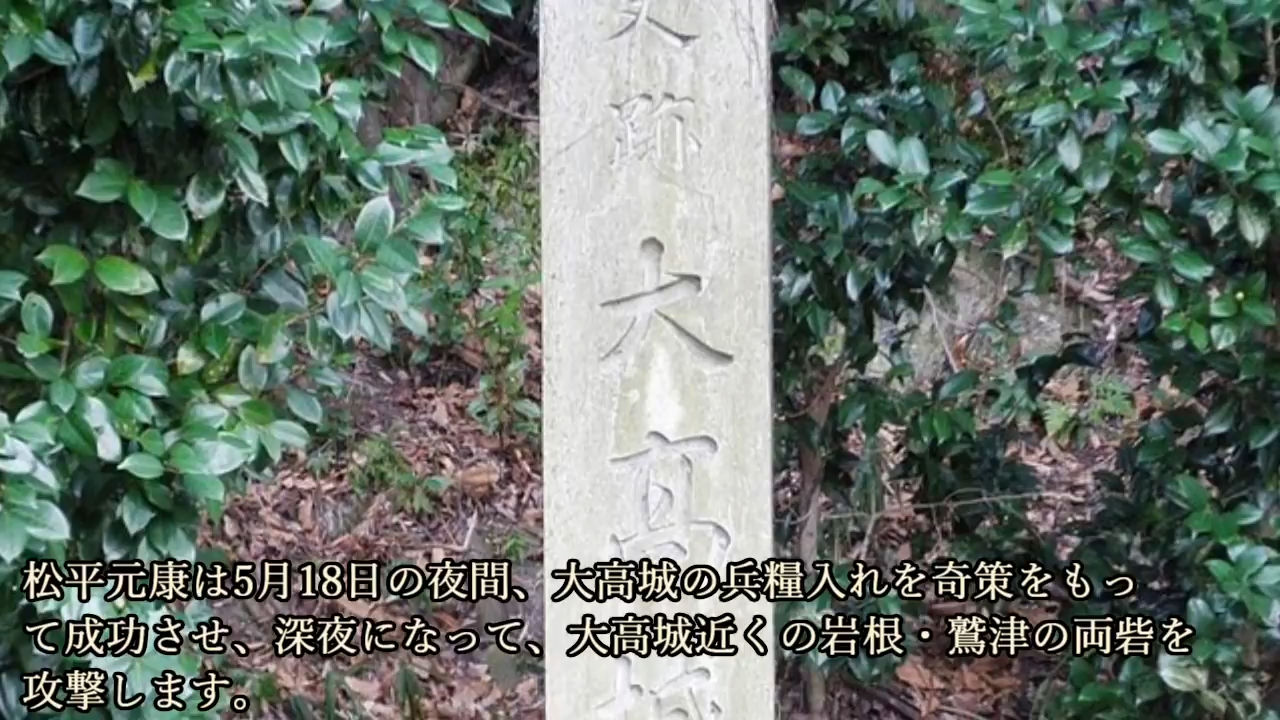 史跡大高城
松平元康は5月18日の夜間、大高城の兵糧入れを奇策をもっ
て成功させ、深夜になって、大高城近くの岩根・鷲津の両砦を
攻撃します。